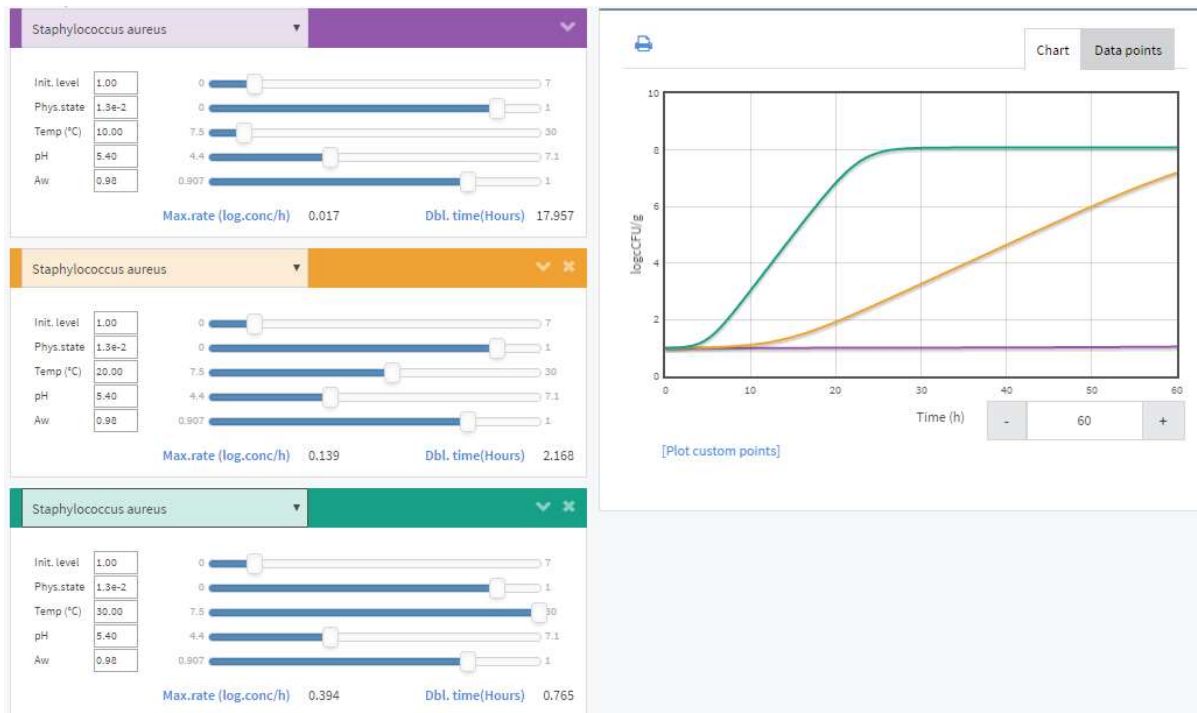 Staphylococcus aureus
Init. level 1.00 0 7
Phys.state 1.3e-2 0 1
Temp (°C) 10.00 7.5 30
pH 5.40 4.4 7.1
Aw 0.98 0.907 1
Max.rate (log.conc/h) 0.017 Dbl. time(Hours) 17.957
Staphylococcus aureus
Init. level 1.00 0 7
Phys.state 1.3e-2 0 1
Temp (°C) 20.00 7.5 30
pH 5.40 4.4 7.1
Aw 0.98 0.907 1
Max.rate (log.conc/h) 0.139 Dbl. time(Hours) 2.168
Staphylococcus aureus
Init. level 1.00 0 7
Phys.state 1.3e-2 0 1
Temp (°C) 30.00 7.5 30
pH 5.40 4.4 7.1
Aw 0.98 0.907 1
Max.rate (log.conc/h) 0.394 Dbl. time(Hours) 0.765
Chart Data points
10
8
6
4
2
0
logcCFU/g
0 10 20 30 40 50 60
Time (h) - 60 +
[Plot custom points]